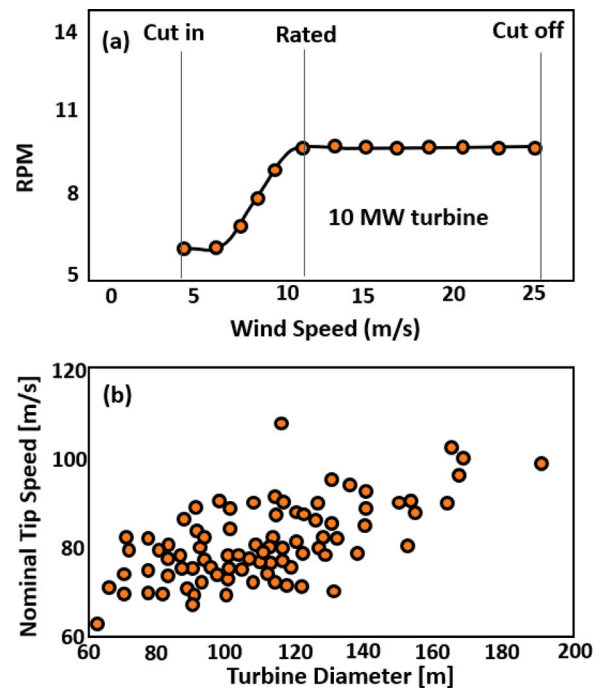 14
(a)
Cut in
Rated
Cut off
11
RPM
8
10 MW turbine
5
0 5 10 15 20 25
Wind Speed (m/s)
120
(b)
Nominal Tip Speed [m/s]
100
80
60
60 80 100 120 140 160 180 200
Turbine Diameter [m]